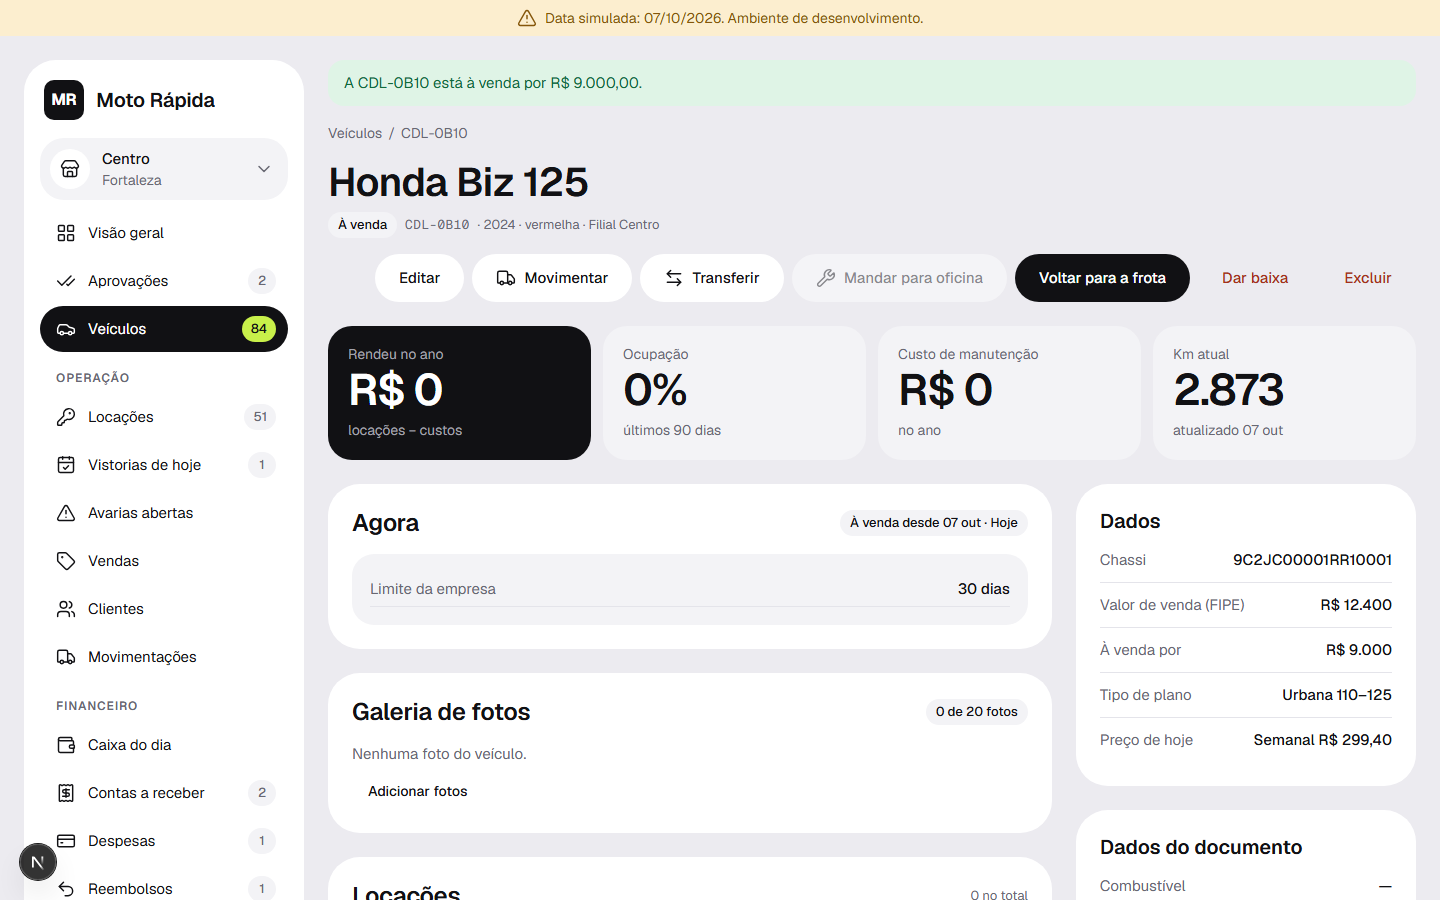 Data simulada: 07/10/2026. Ambiente de desenvolvimento.
MR Moto Rápida
Centro
Fortaleza
Visão geral
Aprovações 2
Veículos 84
OPERAÇÃO
Locações 51
Vistorias de hoje 1
Avarias abertas
Vendas
Clientes
Movimentações
FINANCEIRO
Caixa do dia
Contas a receber 2
Despesas 1
Reembolsos 1
N
A CDL-0B10 está à venda por R$ 9.000,00.
Veículos / CDL-0B10
Honda Biz 125
À venda CDL-0B10 · 2024 · vermelha · Filial Centro
Editar Movimentar Transferir Mandar para oficina Voltar para a frota Dar baixa Excluir
Rendeu no ano
R$ 0
locações – custos
Ocupação
0%
últimos 90 dias
Custo de manutenção
R$ 0
no ano
Km atual
2.873
atualizado 07 out
Agora À venda desde 07 out · Hoje
Limite da empresa 30 dias
Galeria de fotos 0 de 20 fotos
Nenhuma foto do veículo.
Adicionar fotos
Locações 0 no total
Dados
Chassi 9C2JC00001RR10001
Valor de venda (FIPE) R$ 12.400
À venda por R$ 9.000
Tipo de plano Urbana 110–125
Preço de hoje Semanal R$ 299,40
Dados do documento
Combustível —